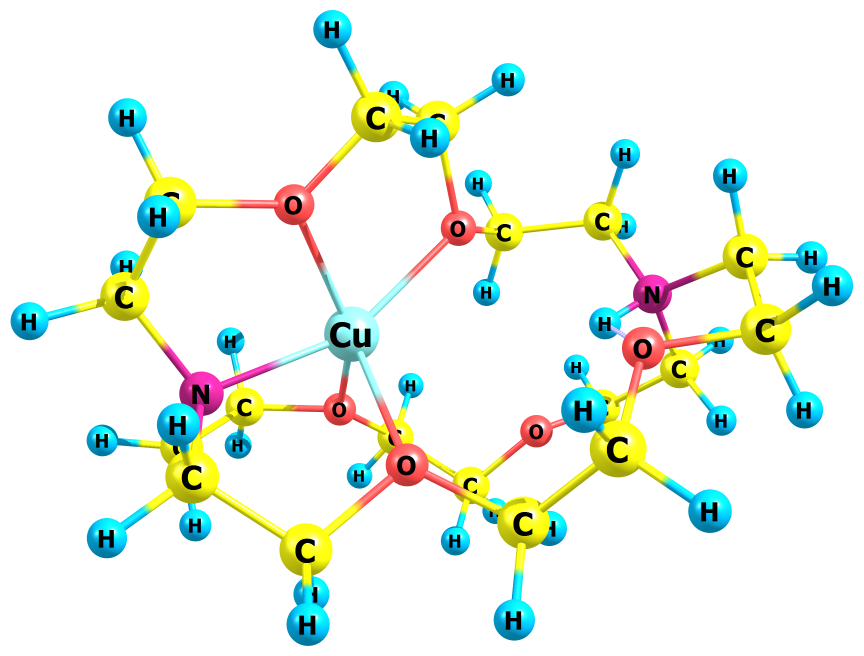 H
H H
C C H
H H
H C O H C H
H O C C H
H C N C H H
H Cu H O C
H N C O H C H H
H C H C O C H C H
H C H C O C H
H H C C H C H
H C H H
H H